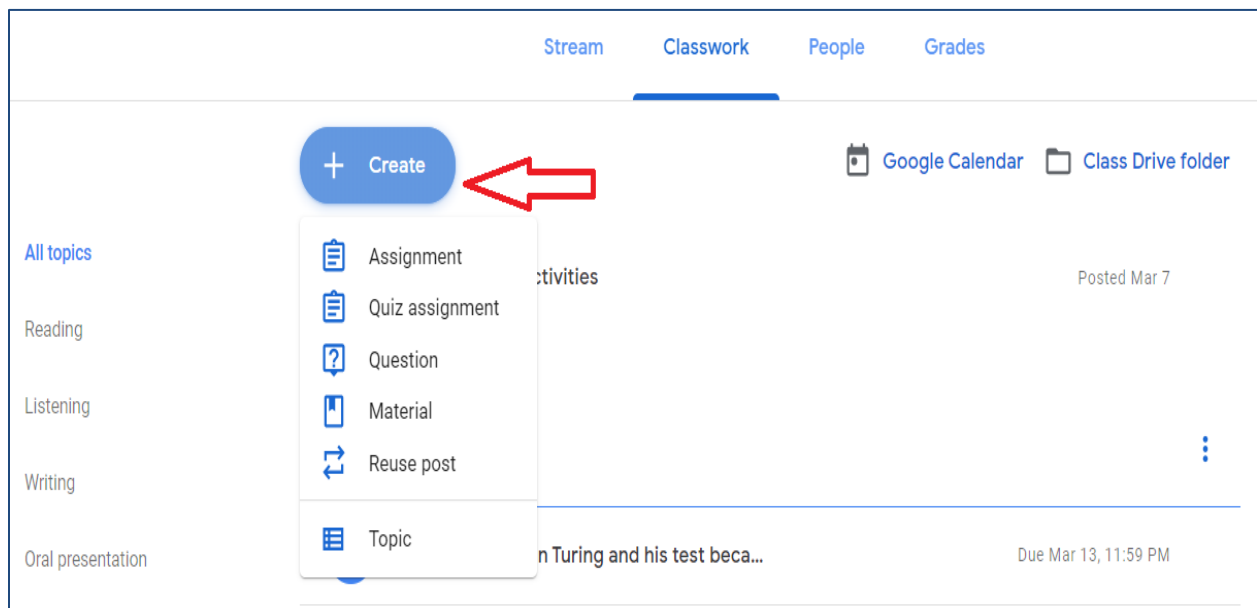 Stream Classwork People Grades
+ Create
Google Calendar Class Drive folder
All topics
Reading
Listening
Writing
Oral presentation
Assignment
Quiz assignment
Question
Material
Reuse post
Topic
ctivities Posted Mar 7
n Turing and his test beca... Due Mar 13, 11:59 PM